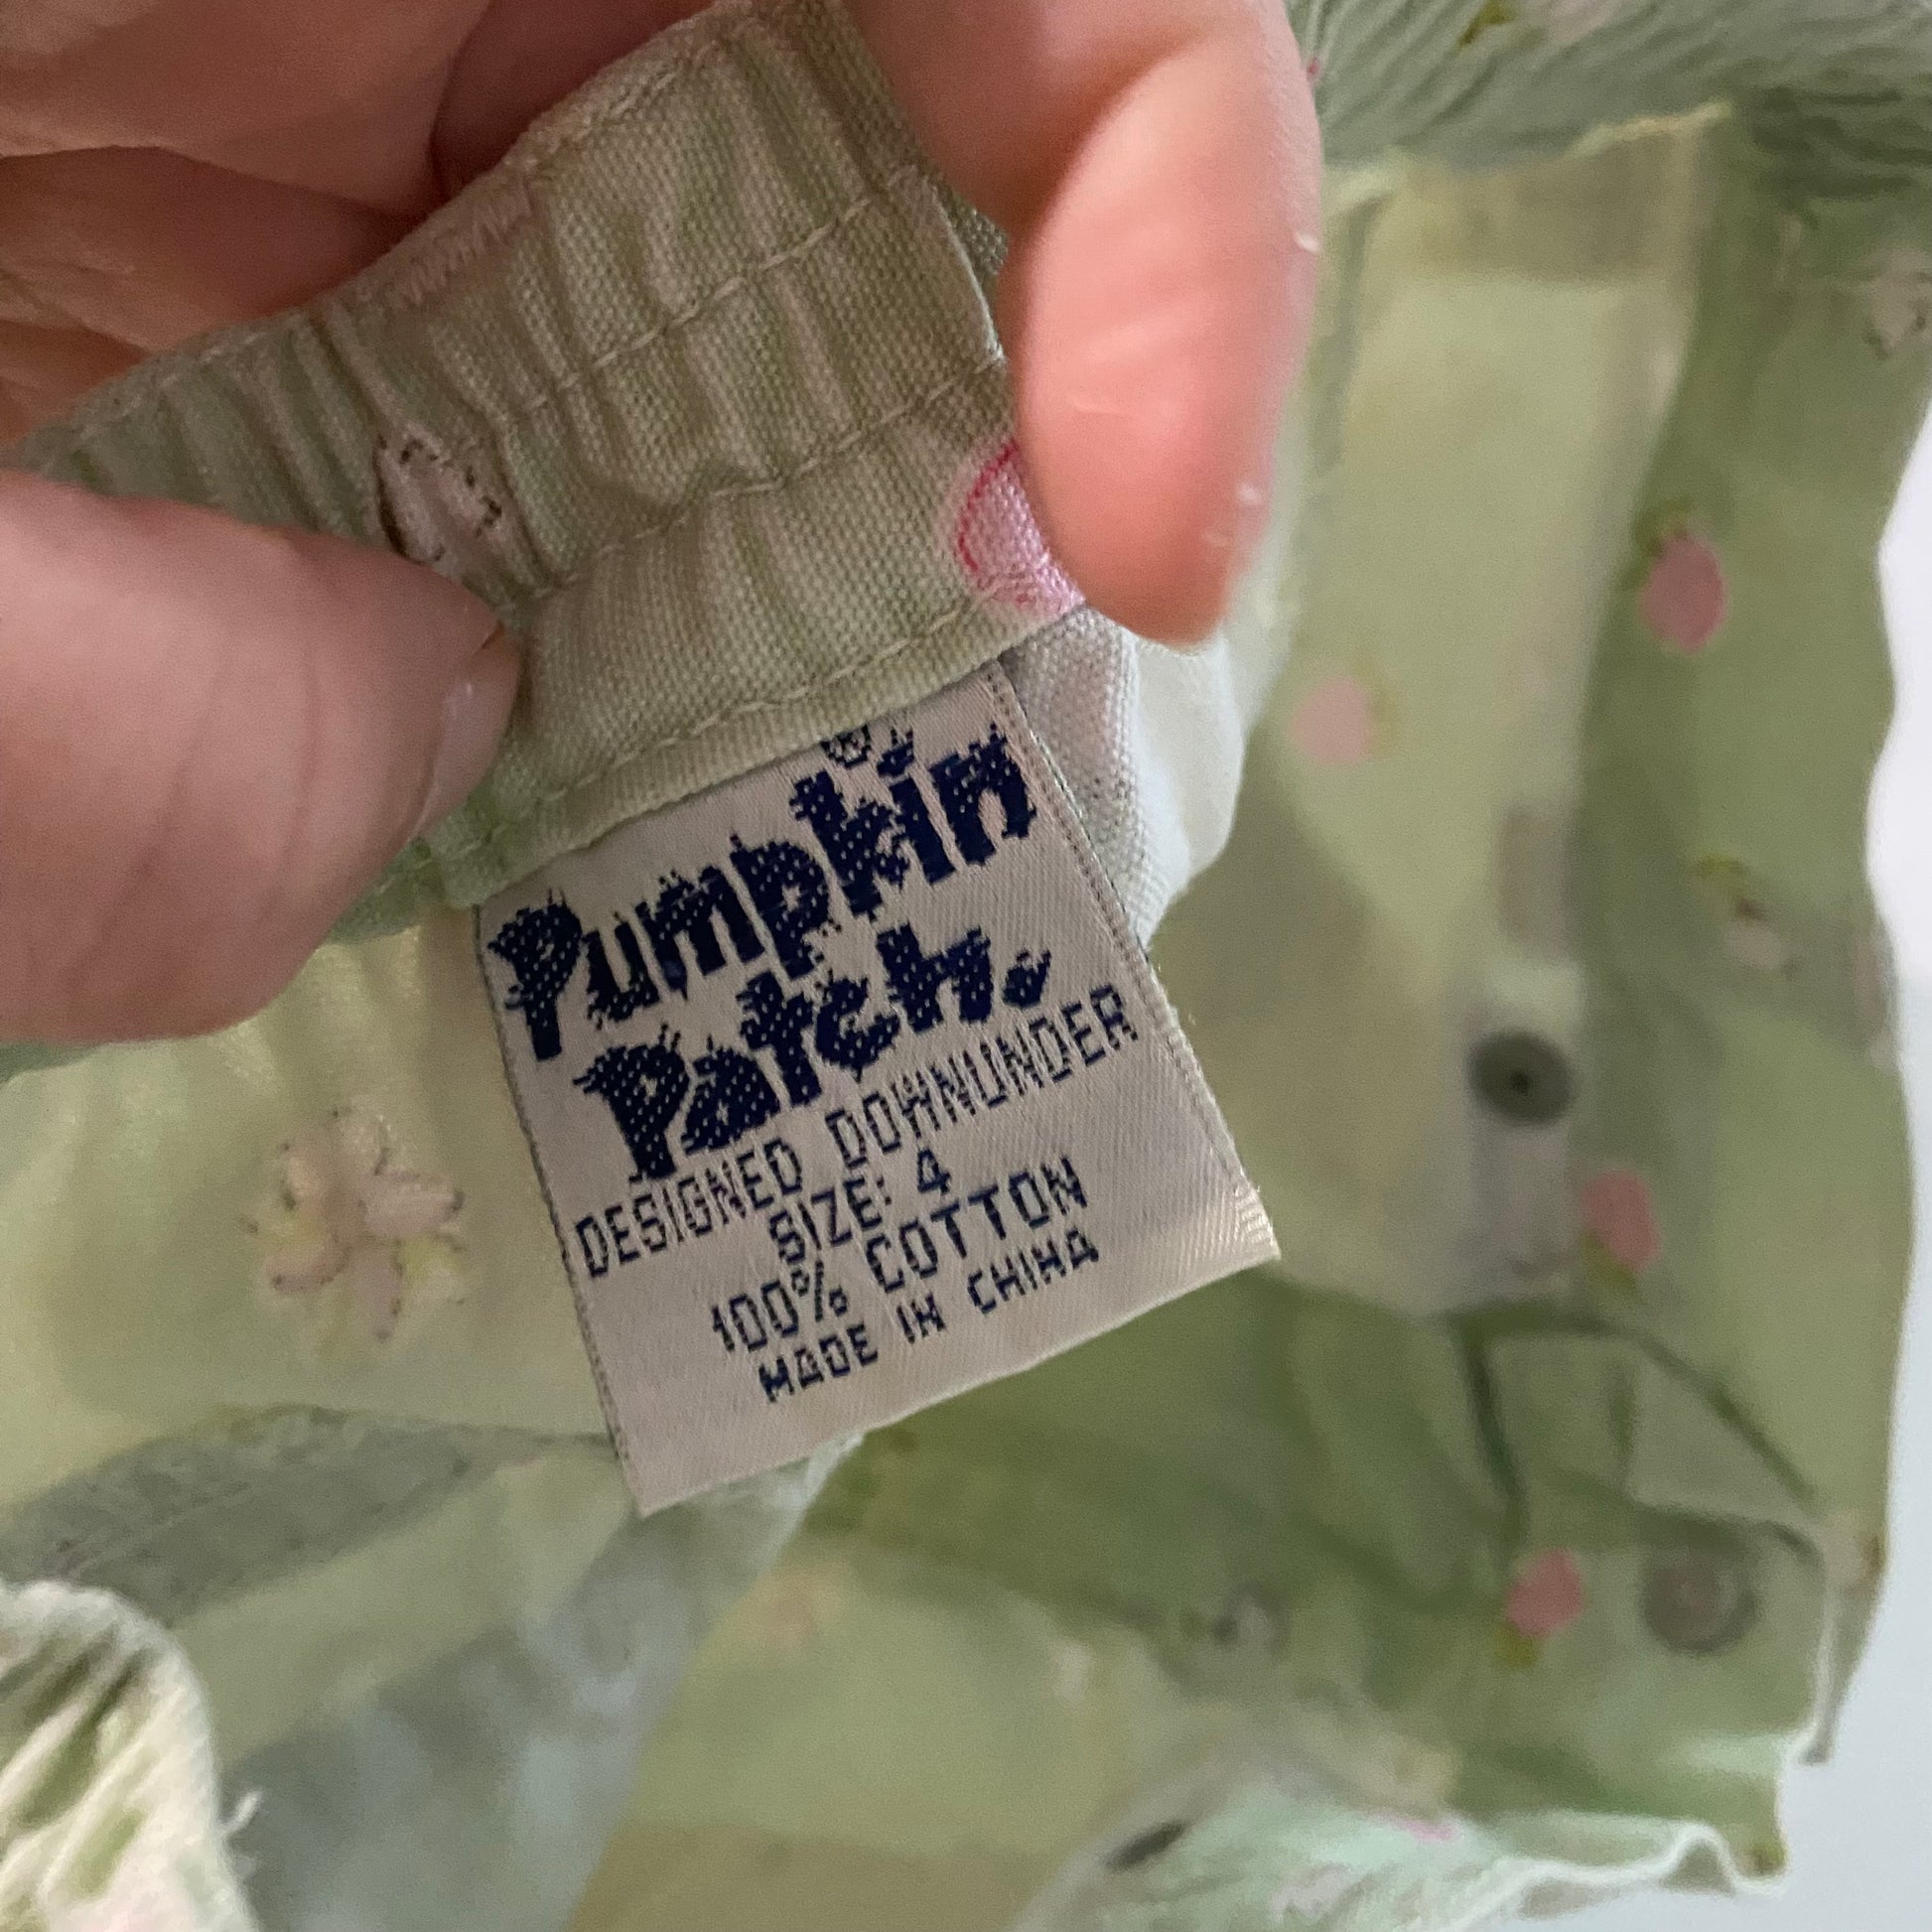 Pumpkin
Patch.
DESIGNED DOWNUNDER
SIZE: 4
100% COTTON
MADE IN CHINA